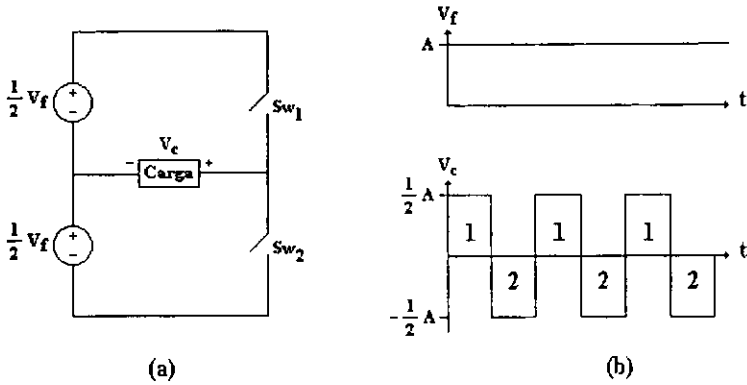 1/2 Vf
+
−
Sw1
Vc
− Carga +
1/2 Vf
+
−
Sw2
(a)
Vf
A
t
Vc
1/2 A
1 1 1
t
2 2 2
−1/2 A
(b)